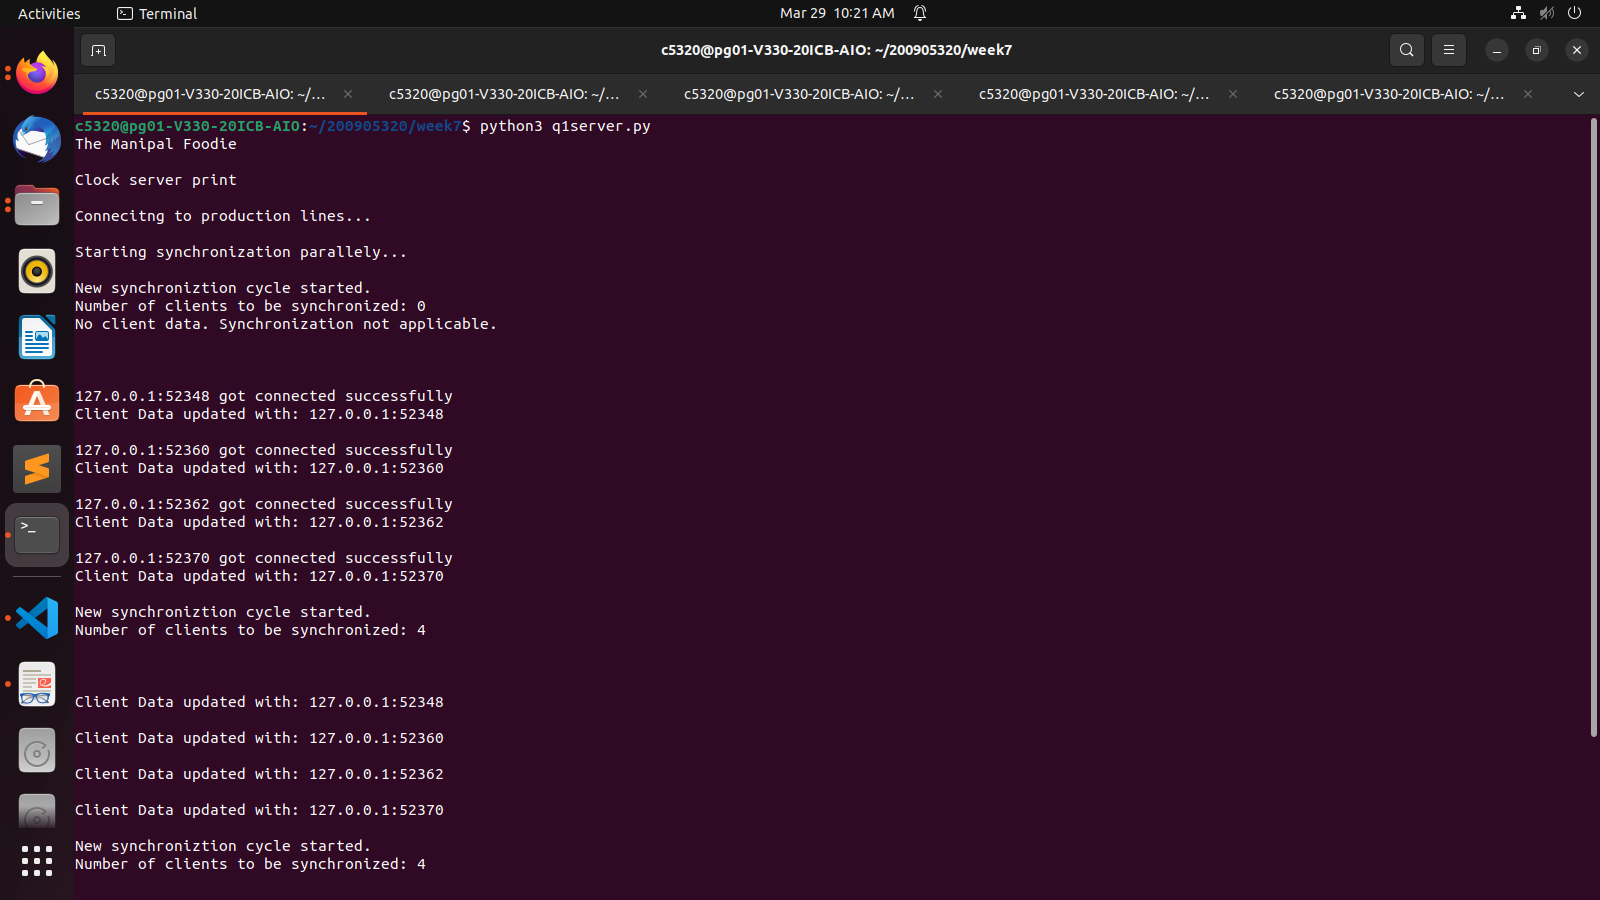 Activities
Terminal
Mar 29 10:21 AM
c5320@pg01-V330-20ICB-AIO: ~/200905320/week7
c5320@pg01-V330-20ICB-AIO: ~/...
c5320@pg01-V330-20ICB-AIO: ~/...
c5320@pg01-V330-20ICB-AIO: ~/...
c5320@pg01-V330-20ICB-AIO: ~/...
c5320@pg01-V330-20ICB-AIO: ~/...
c5320@pg01-V330-20ICB-AIO:~/200905320/week7$ python3 q1server.py
The Manipal Foodie
Clock server print
Connecitng to production lines...
Starting synchronization parallely...
New synchroniztion cycle started.
Number of clients to be synchronized: 0
No client data. Synchronization not applicable.
127.0.0.1:52348 got connected successfully
Client Data updated with: 127.0.0.1:52348
127.0.0.1:52360 got connected successfully
Client Data updated with: 127.0.0.1:52360
127.0.0.1:52362 got connected successfully
Client Data updated with: 127.0.0.1:52362
127.0.0.1:52370 got connected successfully
Client Data updated with: 127.0.0.1:52370
New synchroniztion cycle started.
Number of clients to be synchronized: 4
Client Data updated with: 127.0.0.1:52348
Client Data updated with: 127.0.0.1:52360
Client Data updated with: 127.0.0.1:52362
Client Data updated with: 127.0.0.1:52370
New synchroniztion cycle started.
Number of clients to be synchronized: 4